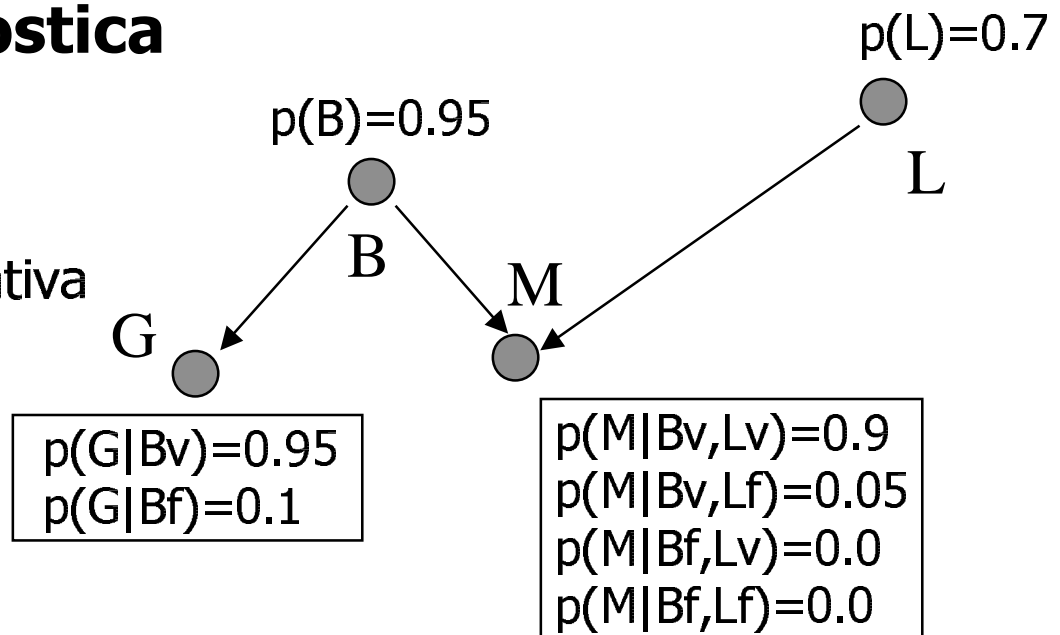 ostica
p(L)=0.7
p(B)=0.95
L
B
ativa
M
G
p(G|Bv)=0.95
p(G|Bf)=0.1
p(M|Bv,Lv)=0.9
p(M|Bv,Lf)=0.05
p(M|Bf,Lv)=0.0
p(M|Bf,Lf)=0.0